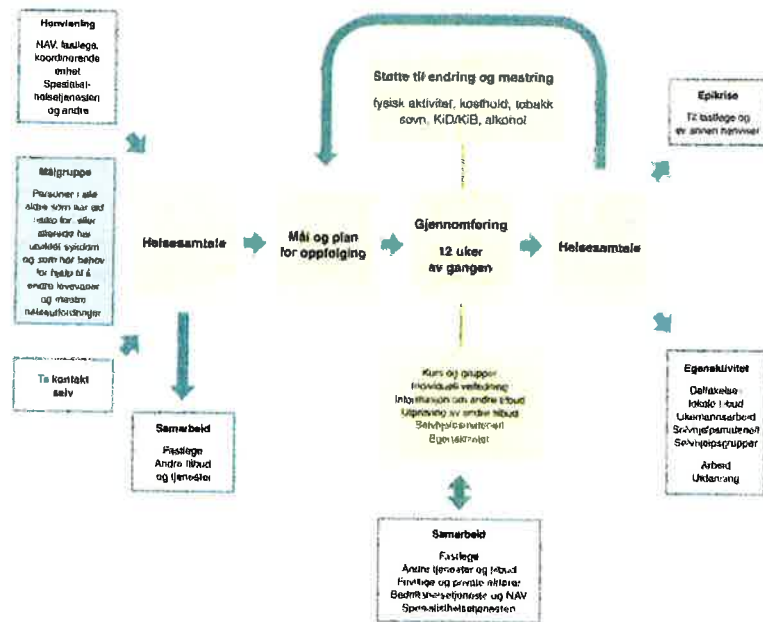 Henvisning
NAV, fastlege,
koordinerende
enhet
Spesialist-
helsetjenesten
og andre
Målgruppe
Personer i alle
aldre som har økt
risiko for, eller
allerede har
utviklet sykdom
og som har behov
for hjelp til å
endre levevaner
og mestre
helseutfordringer
Ta kontakt
selv
Helsesamtale
Samarbeid
Fastlege
Andre tilbud
og tjenester
Mål og plan
for oppfølging
Støtte til endring og mestring
fysisk aktivitet, kosthold, tobakk
søvn, KiD/KiB, alkohol
Gjennomføring
12 uker
av gangen
Kurs og grupper
Individuell veiledning
Informasjon om andre tilbud
Utprøving av andre tilbud
Selvhjelpsmateriell
Egenaktivitet
Samarbeid
Fastlege
Andre tjenester og tilbud
Frivillige og private aktører
Bedriftshelsetjeneste og NAV
Spesialisthelsetjenesten
Helsesamtale
Epikrise
Til fastlege og
ev annen henviser
Egenaktivitet
Deltakelse
lokale tilbud
Likemannsarbeid
Selvhjelpsmateriell
Selvhjelpsgrupper
Arbeid
Utdanning